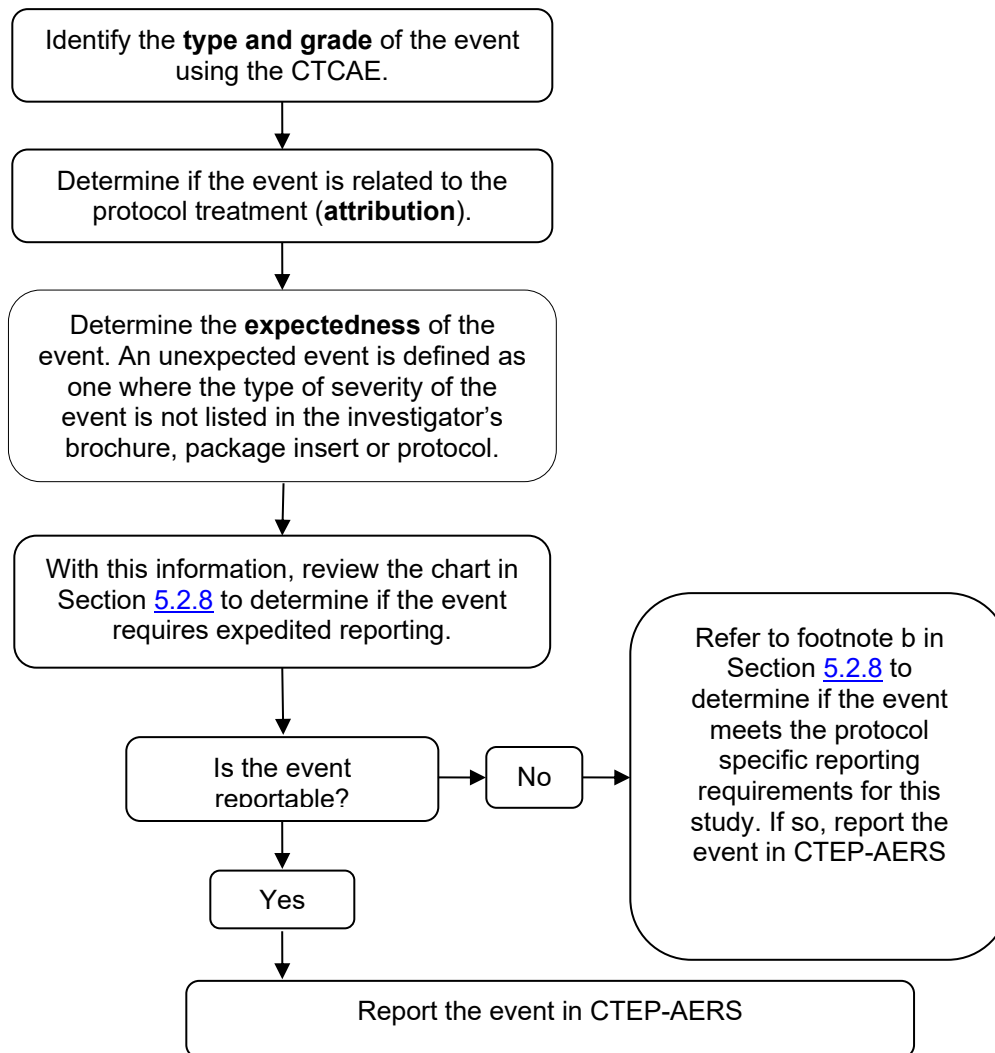 Identify the type and grade of the event
using the CTCAE.
Determine if the event is related to the
protocol treatment (attribution).
Determine the expectedness of the
event. An unexpected event is defined as
one where the type of severity of the
event is not listed in the investigator’s
brochure, package insert or protocol.
With this information, review the chart in
Section 5.2.8 to determine if the event
requires expedited reporting.
Is the event
reportable?
No
Refer to footnote b in
Section 5.2.8 to
determine if the event
meets the protocol
specific reporting
requirements for this
study. If so, report the
event in CTEP-AERS
Yes
Report the event in CTEP-AERS